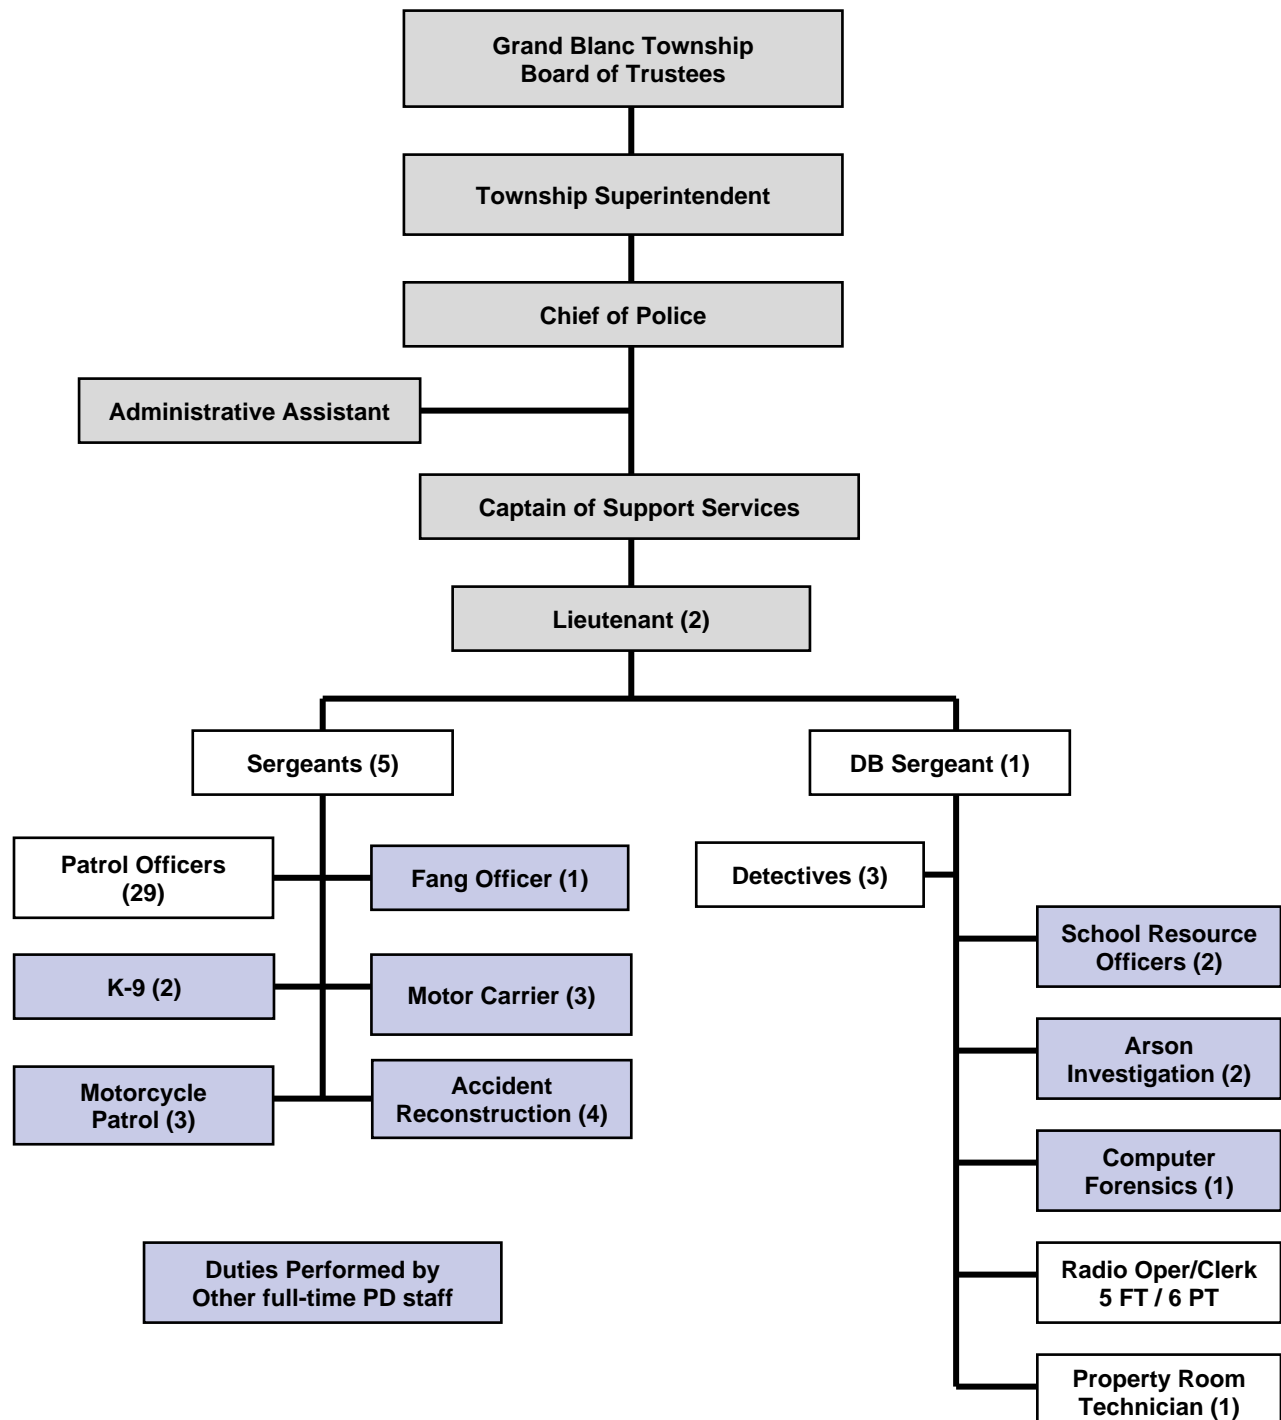 Grand Blanc Township
Board of Trustees
Township Superintendent
Chief of Police
Administrative Assistant
Captain of Support Services
Lieutenant (2)
Sergeants (5)
DB Sergeant (1)
Patrol Officers
(29)
Fang Officer (1)
Detectives (3)
School Resource
Officers (2)
K-9 (2)
Motor Carrier (3)
Arson
Investigation (2)
Motorcycle
Patrol (3)
Accident
Reconstruction (4)
Computer
Forensics (1)
Duties Performed by
Other full-time PD staff
Radio Oper/Clerk
5 FT / 6 PT
Property Room
Technician (1)